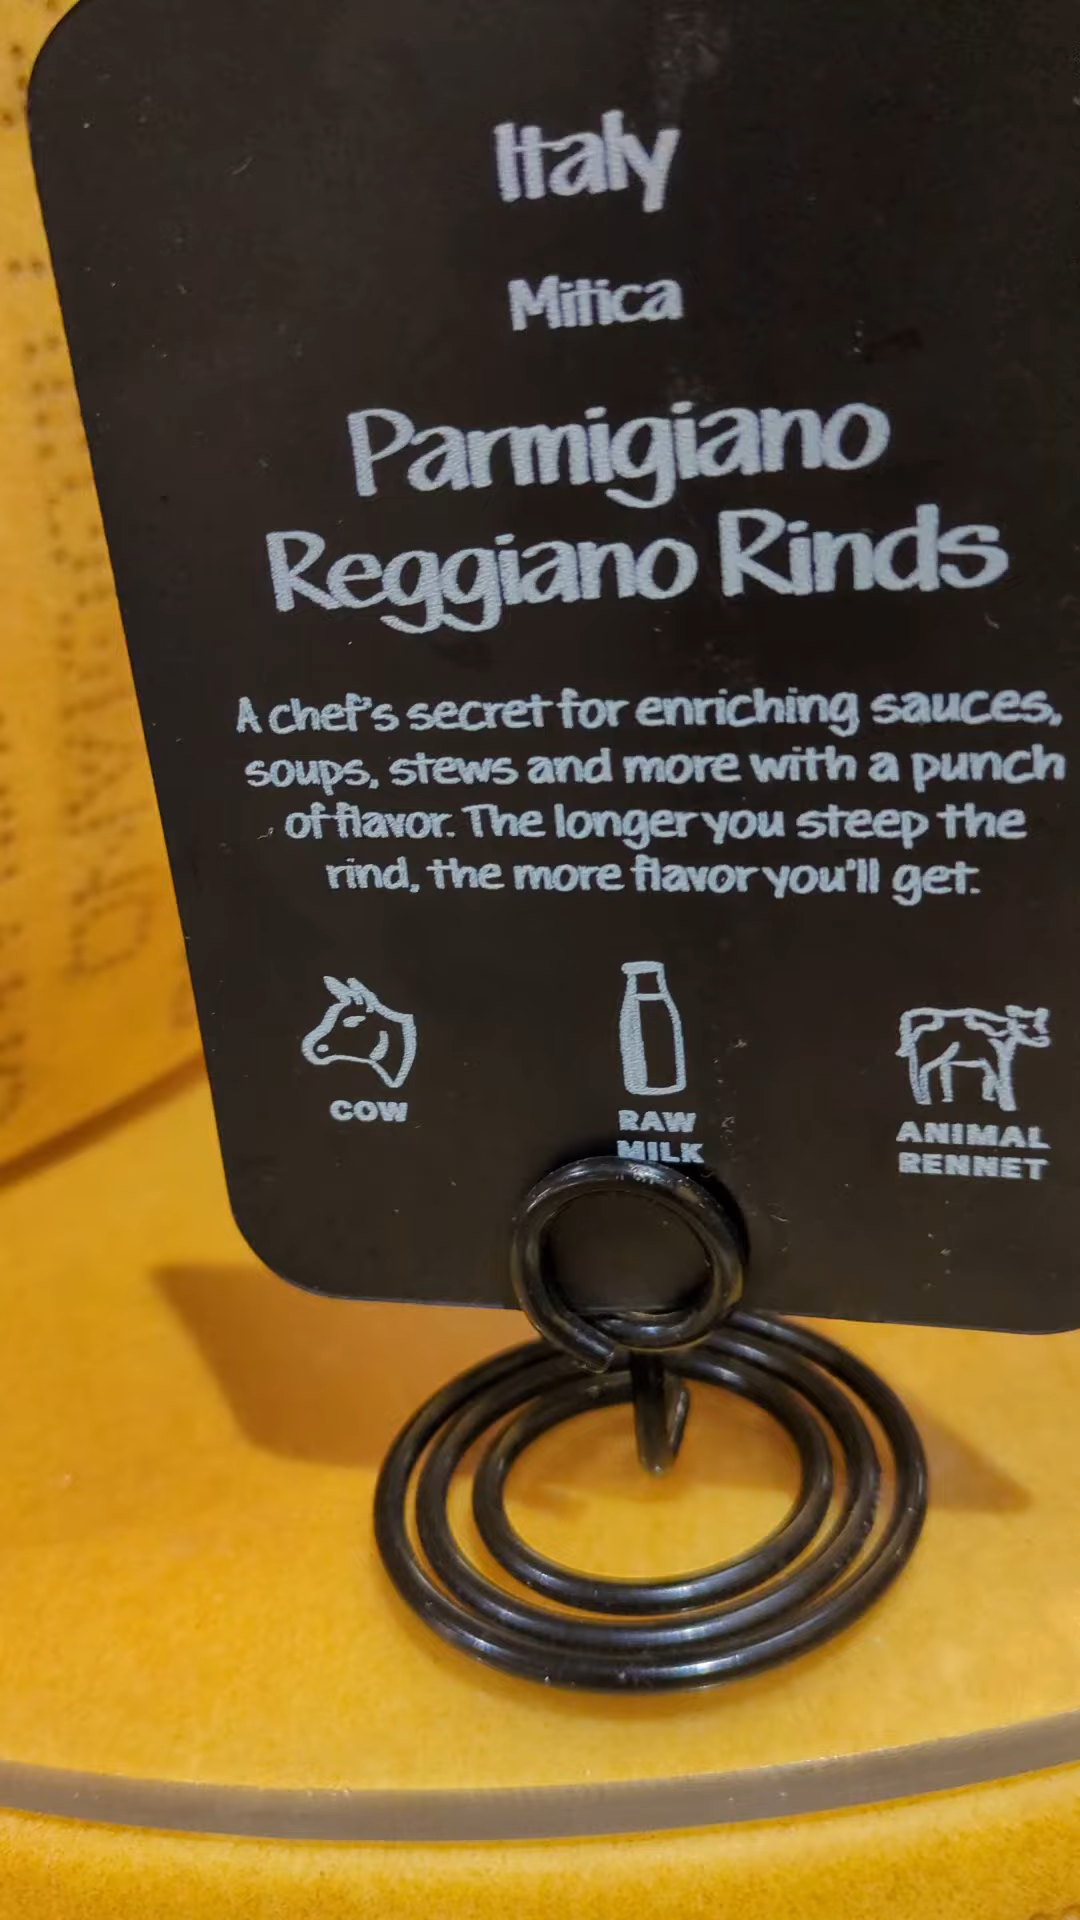 Italy
Mitica
Parmigiano
Reggiano Rinds
A chef's secret for enriching sauces,
soups, stews and more with a punch
of flavor. The longer you steep the
rind, the more flavor you'll get.
COW
RAW
MILK
ANIMAL
RENNET